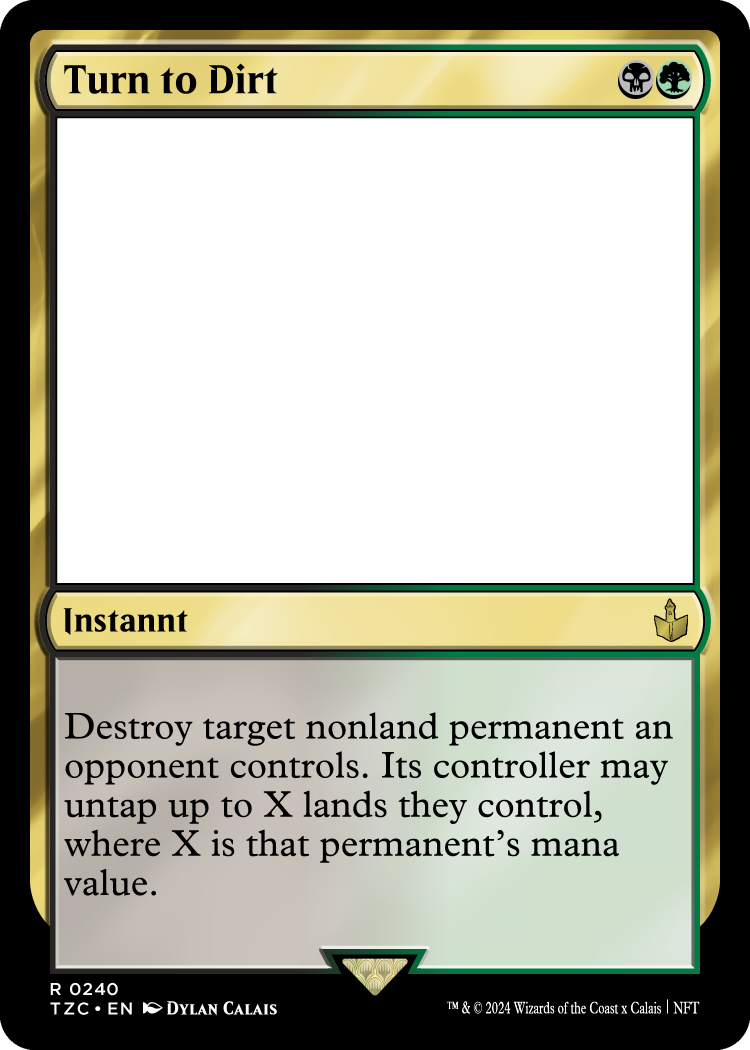 Turn to Dirt
Instannt
Destroy target nonland permanent an
opponent controls. Its controller may
untap up to X lands they control,
where X is that permanent’s mana
value.
R 0240
TZC • EN DYLAN CALAIS
™ & © 2024 Wizards of the Coast x Calais | NFT